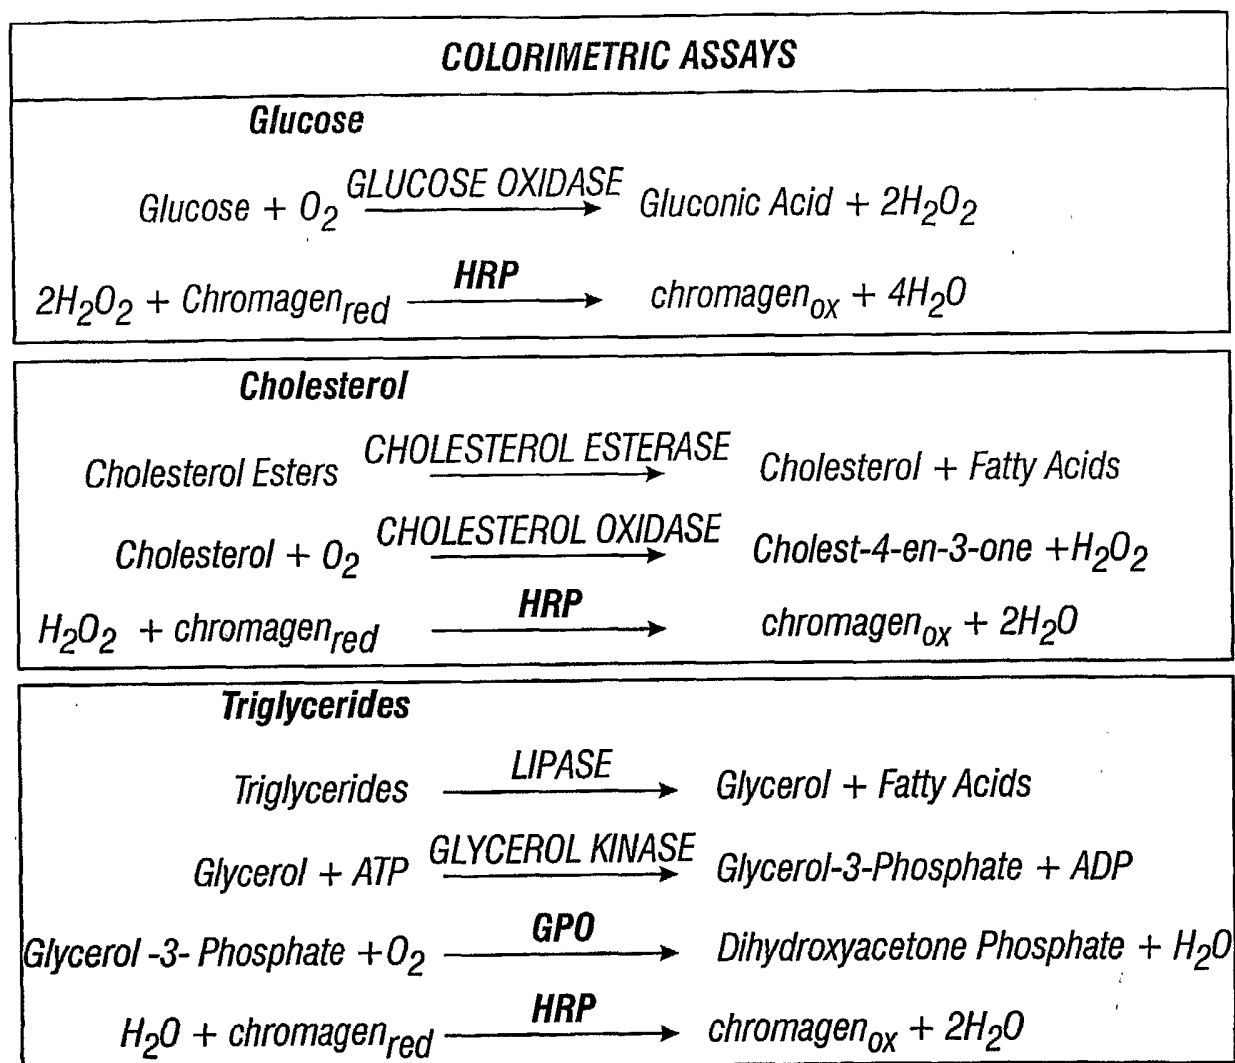 COLORIMETRIC ASSAYS
Glucose
Glucose + O2 GLUCOSE OXIDASE Gluconic Acid + 2H2O2
2H2O2 + Chromagenred HRP chromagenox + 4H2O
Cholesterol
Cholesterol Esters CHOLESTEROL ESTERASE Cholesterol + Fatty Acids
Cholesterol + O2 CHOLESTEROL OXIDASE Cholest-4-en-3-one +H2O2
H2O2 + chromagenred HRP chromagenox + 2H2O
Triglycerides
Triglycerides LIPASE Glycerol + Fatty Acids
Glycerol + ATP GLYCEROL KINASE Glycerol-3-Phosphate + ADP
Glycerol -3- Phosphate +O2 GPO Dihydroxyacetone Phosphate + H2O
H2O + chromagenred HRP chromagenox + 2H2O